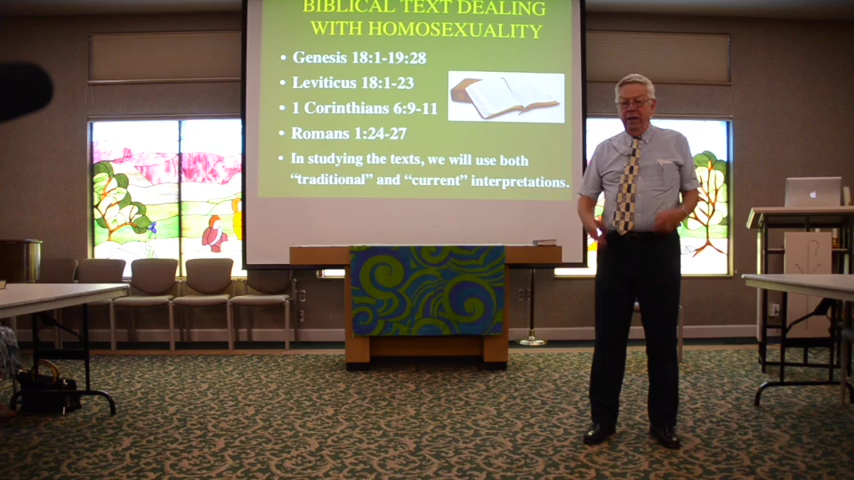 BIBLICAL TEXT DEALING
WITH HOMOSEXUALITY
• Genesis 18:1-19:28
• Leviticus 18:1-23
• 1 Corinthians 6:9-11
• Romans 1:24-27
• In studying the texts, we will use both
“traditional” and “current” interpretations.